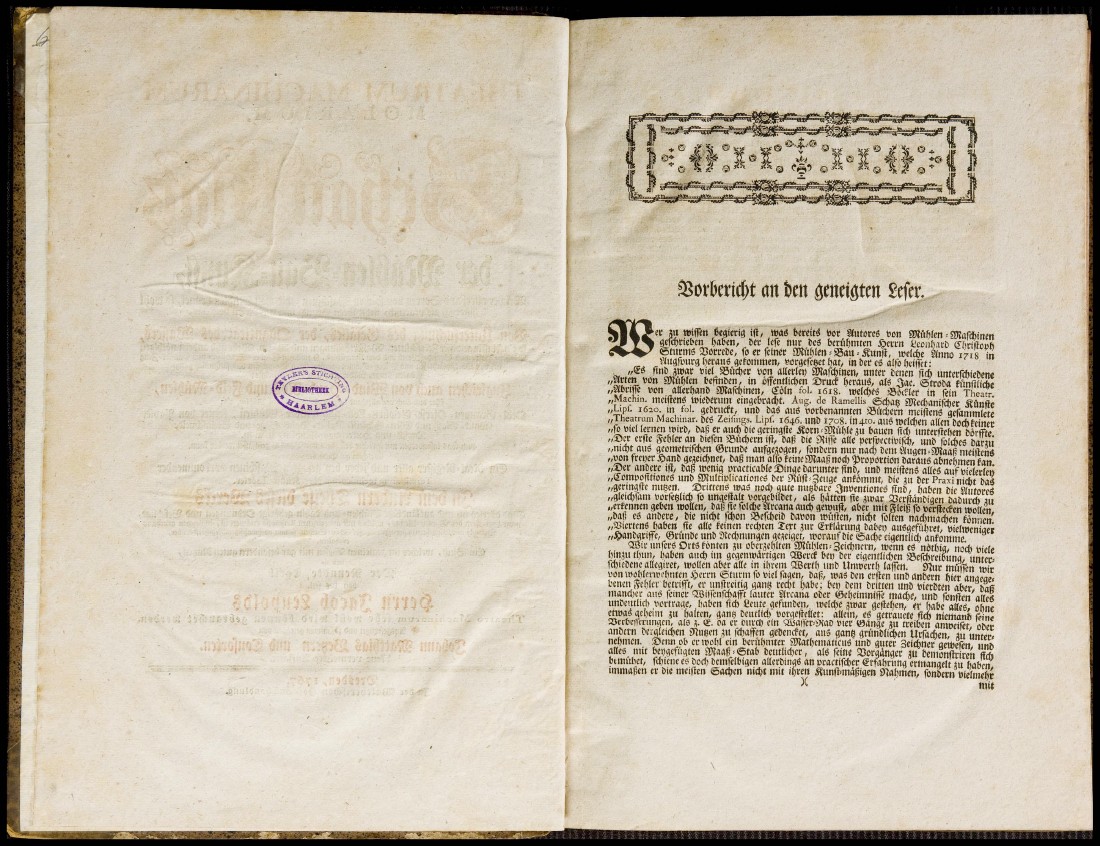 6
TEYLER'S STICHTING
BIBLIOTHEEK
HAARLEM
Vorbericht an den geneigten Leser.
Wer zu wissen begierig ist, was bereits vor Autores von Mühlen-Maschinen
geschrieben haben, der lese nur des berühmten Herrn Leonhard Christoph
Sturms Vorrede, so er seiner Mühlen-Bau-Kunst, welche Anno 1718 in
Augspurg heraus gekommen, vorgesetzt hat, in der es also heisset:
„Es sind zwar viel Bücher von allerley Maschinen, unter denen sich unterschiedene
„Arten von Mühlen befinden, in öffentlichen Druck heraus, als Jac. Stroda künstliche
„Abrisse von allerhand Maschinen, Cöln fol. 1618. welches Böckler in sein Theatr.
„Machin. meistens wiederum eingebracht. Aug. de Ramellis Schatz Mechanischer Künste
„Lips. 1620. in fol. gedruckt, und das aus vorbenannten Büchern meistens gesammlete
„Theatrum Machinar. des Zeisings. Lips. 1646. und 1708. in 4to. aus welchen allen doch keiner
„so viel lernen wird, daß er auch die geringste Korn-Mühle zu bauen sich unterstehen dörffte.
„Der erste Fehler an diesen Büchern ist, daß die Risse alle perspectivisch, und solches darzu
„nicht aus geometrischen Grunde aufgezogen, sondern nur nach dem Augen-Maaß meistens
„von freyer Hand gezeichnet, daß man also keine Maaß noch Proportion daraus abnehmen kan.
„Der andere ist, daß wenig practicable Dinge darunter sind, und meistens alles auf vielerley
„Compositiones und Multiplicationes der Rüst-Zeuge ankömmt, die zu der Praxi nicht das
„geringste nutzen. Drittens was noch gute nutzbare Inventiones sind, haben die Autores
„gleichsam vorsetzlich so ungestalt vorgebildet, als hätten sie zwar Verständigen dadurch zu
„erkennen geben wollen, daß sie solche Arcana auch gewust, aber mit Fleiß so verstecken wollen,
„daß es andere, die nicht schon Bescheid davon wüsten, nicht solten nachmachen können.
„Viertens haben sie alle keinen rechten Text zur Erklärung dabey ausgeführet, vielweniger
„Handgriffe, Gründe und Rechnungen gezeiget, worauf die Sache eigentlich ankomme.
Wir unsers Orts könten zu oberzehlten Mühlen-Zeichnern, wenn es nöthig, noch viele
hinzu thun, haben auch im gegenwärtigen Werck bey der eigentlichen Beschreibung, unter-
schiedene allegiret, wollen aber alle in ihrem Werth und Unwerth lassen. Nur müssen wir
von wohlerwehnten Herrn Sturm so viel sagen, daß, was den ersten und andern hier angege-
benen Fehler betrifft, er unstreitig gantz recht habe; bey dem dritten und vierdten aber, daß
mancher aus seiner Wissenschafft lauter Arcana oder Geheimnisse mache, und sonsten alles
undeutlich vortrage, haben sich Leute gefunden, welche zwar gestehen, er habe alles, ohne
etwas geheim zu halten, gantz deutlich vorgestellet: allein, es getrauete sich niemand seine
Verbesserungen, als z. E. da er durch ein Wasser-Rad vier Gänge zu treiben anweiset, oder
andern dergleichen Nutzen zu schaffen gedencket, aus gantz gründlichen Ursachen, zu unter-
nehmen. Denn ob er wohl ein berühmter Mathematicus und guter Zeichner gewesen, und
alles mit beygefügten Maaß-Stab deutlicher, als seine Vorgänger zu demonstriren sich
bemühet, schiene es doch demselbigen allerdings an practischer Erfahrung ermangelt zu haben,
immaßen er die meisten Sachen nicht mit ihren Kunstmäßigen Nahmen, sondern vielmehr
)( mit